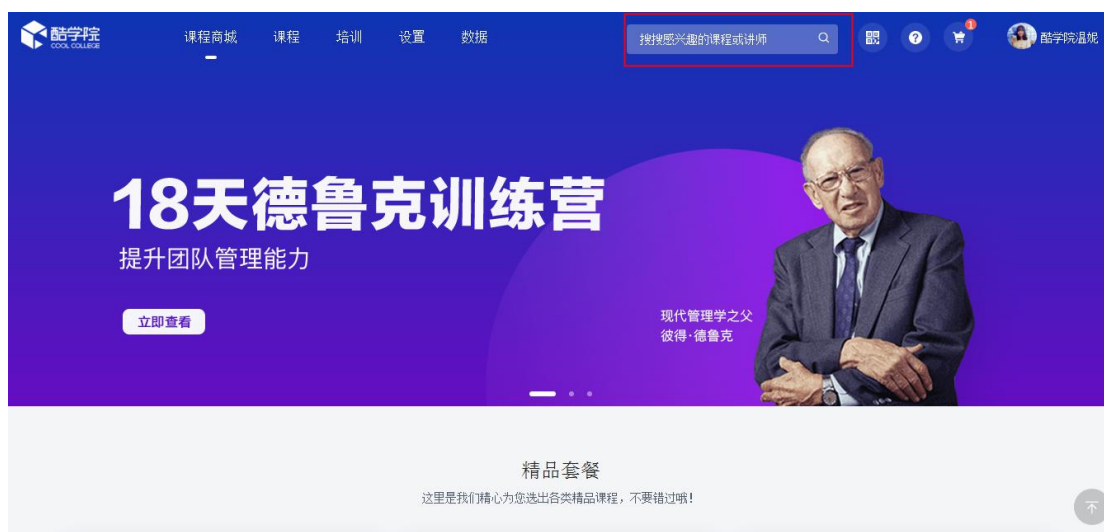 酷学院
COOL COLLEGE
课程商城 课程 培训 设置 数据
搜搜感兴趣的课程或讲师
1
酷学院温妮
18天德鲁克训练营
提升团队管理能力
立即查看
现代管理学之父
彼得·德鲁克
精品套餐
这里是我们精心为您选出各类精品课程，不要错过哦！